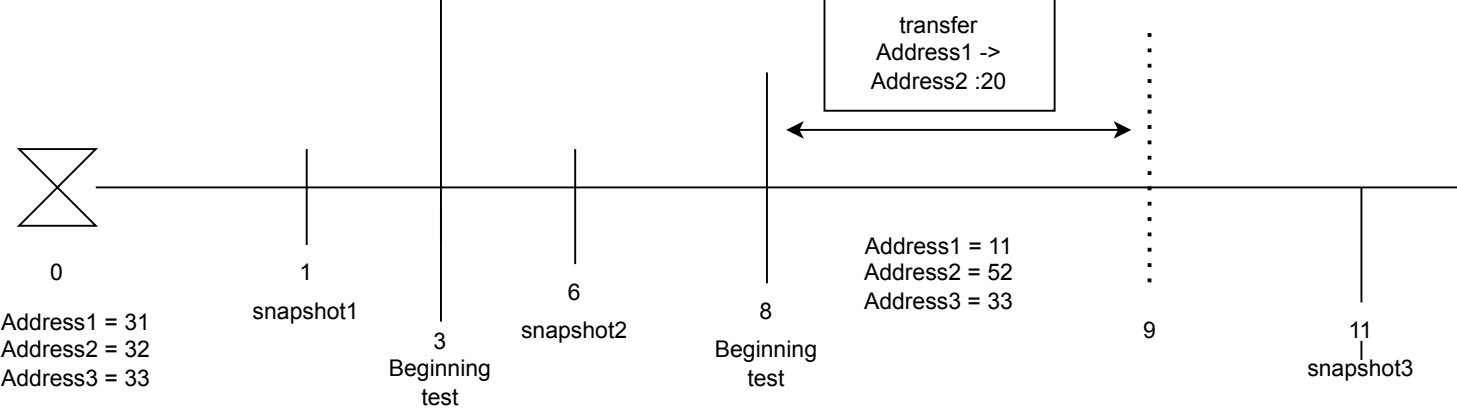 transfer
Address1 ->
Address2 :20
0
Address1 = 31
Address2 = 32
Address3 = 33
1
snapshot1
3
Beginning
test
6
snapshot2
8
Beginning
test
Address1 = 11
Address2 = 52
Address3 = 33
9
11
snapshot3